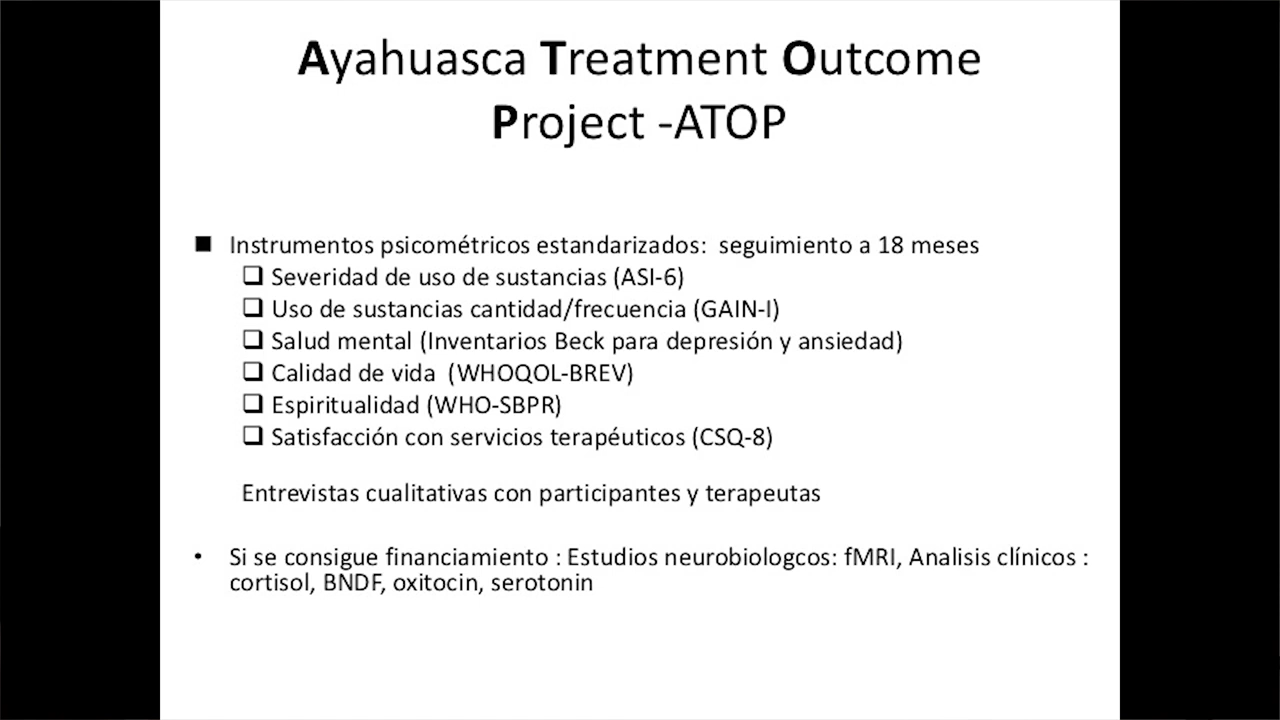 Ayahuasca Treatment Outcome
Project -ATOP
Instrumentos psicométricos estandarizados: seguimiento a 18 meses
Severidad de uso de sustancias (ASI-6)
Uso de sustancias cantidad/frecuencia (GAIN-I)
Salud mental (Inventarios Beck para depresión y ansiedad)
Calidad de vida (WHOQOL-BREV)
Espiritualidad (WHO-SBPR)
Satisfacción con servicios terapéuticos (CSQ-8)
Entrevistas cualitativas con participantes y terapeutas
• Si se consigue financiamiento : Estudios neurobiologcos: fMRI, Analisis clínicos :
cortisol, BNDF, oxitocin, serotonin